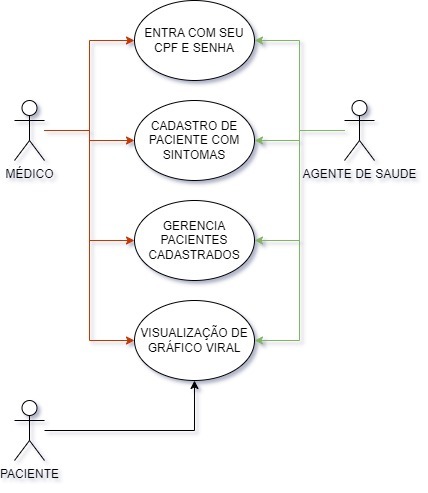 ENTRA COM SEU
CPF E SENHA
MÉDICO
CADASTRO DE
PACIENTE COM
SINTOMAS
AGENTE DE SAUDE
GERENCIA
PACIENTES
CADASTRADOS
VISUALIZAÇÃO DE
GRÁFICO VIRAL
PACIENTE